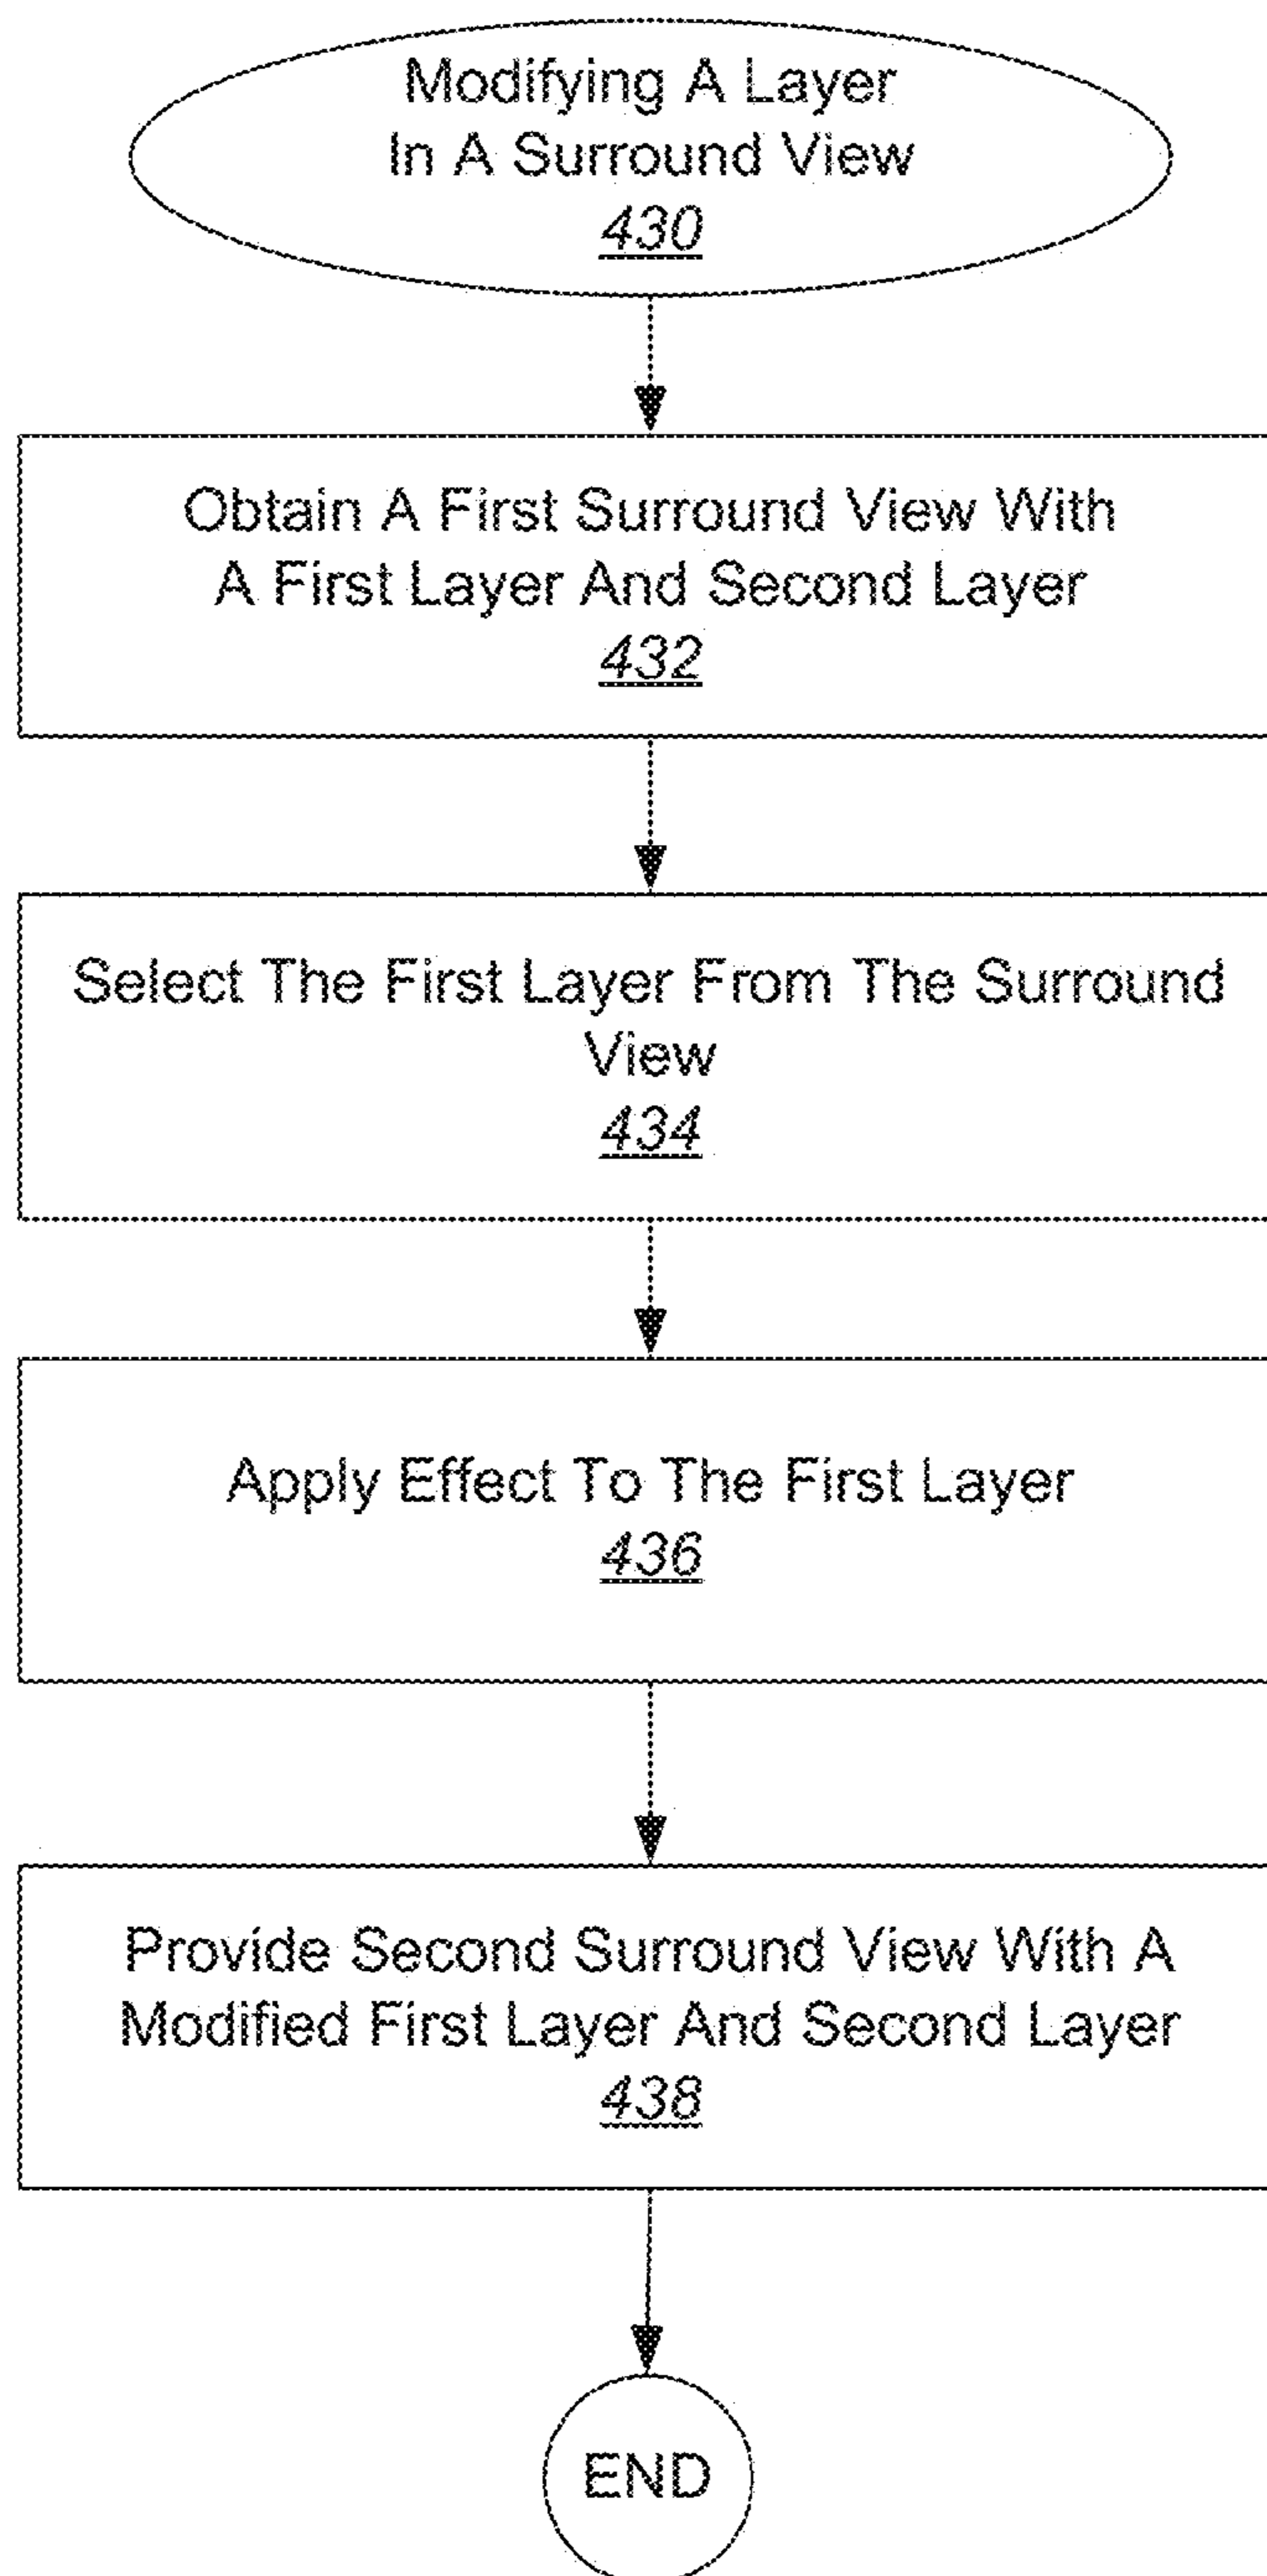 Modifying A Layer
In A Surround View
430
Obtain A First Surround View With
A First Layer And Second Layer
432
Select The First Layer From The Surround
View
434
Apply Effect To The First Layer
436
Provide Second Surround View With A
Modified First Layer And Second Layer
438
END